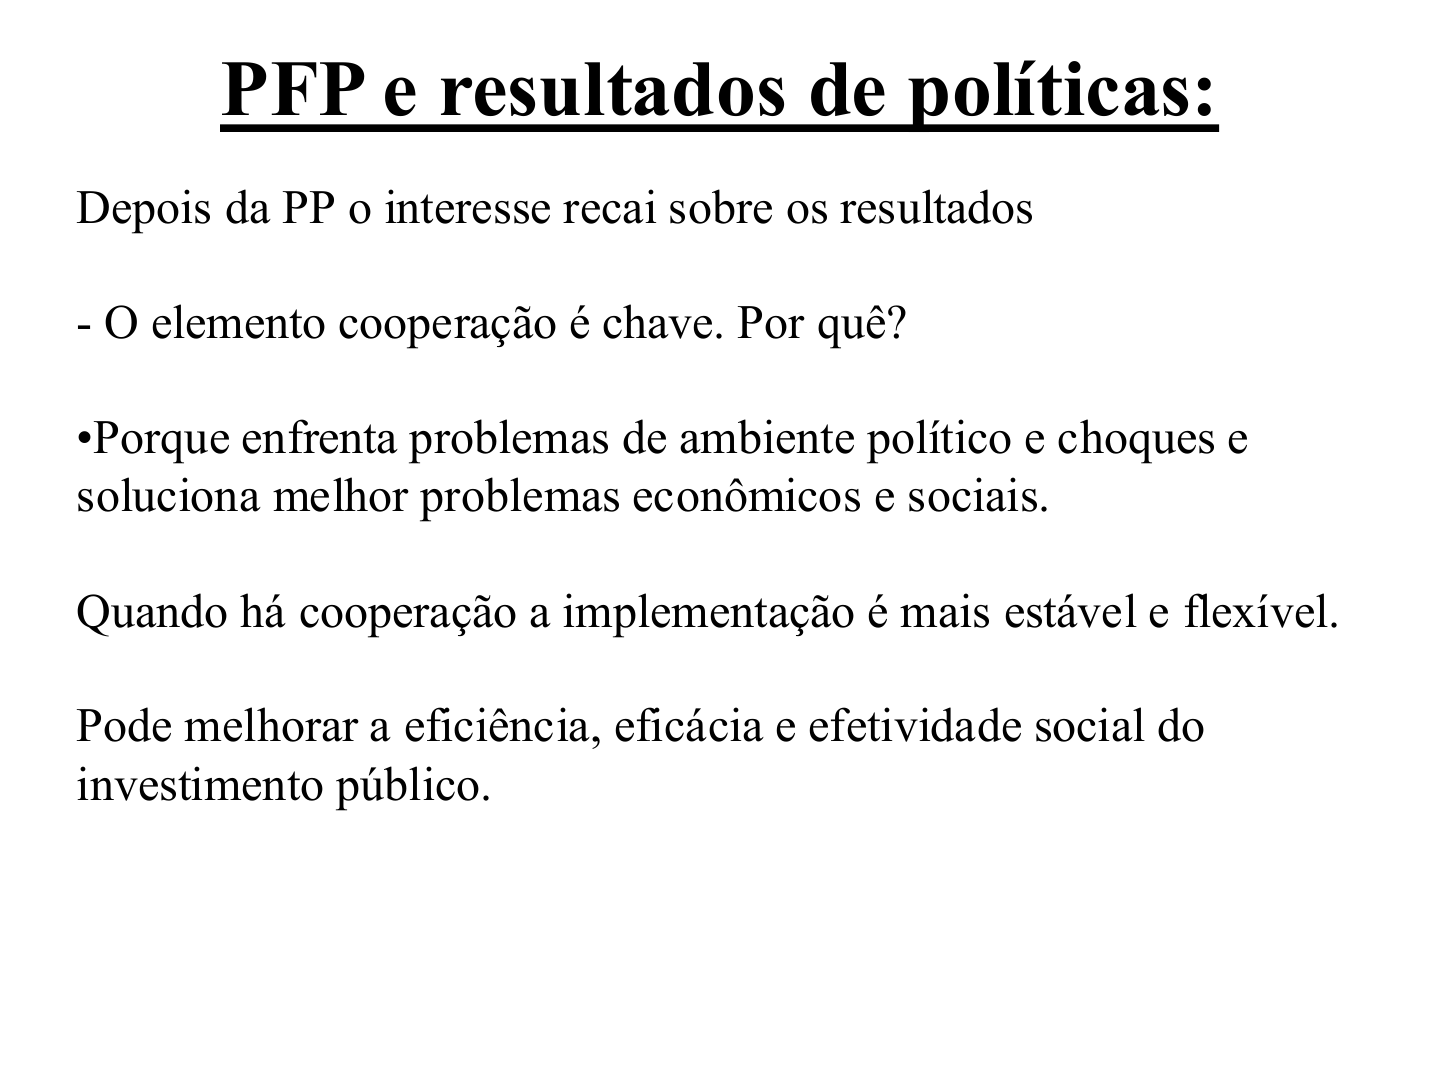 PFP e resultados de políticas:
Depois da PP o interesse recai sobre os resultados
- O elemento cooperação é chave. Por quê?
•Porque enfrenta problemas de ambiente político e choques e
soluciona melhor problemas econômicos e sociais.
Quando há cooperação a implementação é mais estável e flexível.
Pode melhorar a eficiência, eficácia e efetividade social do
investimento público.